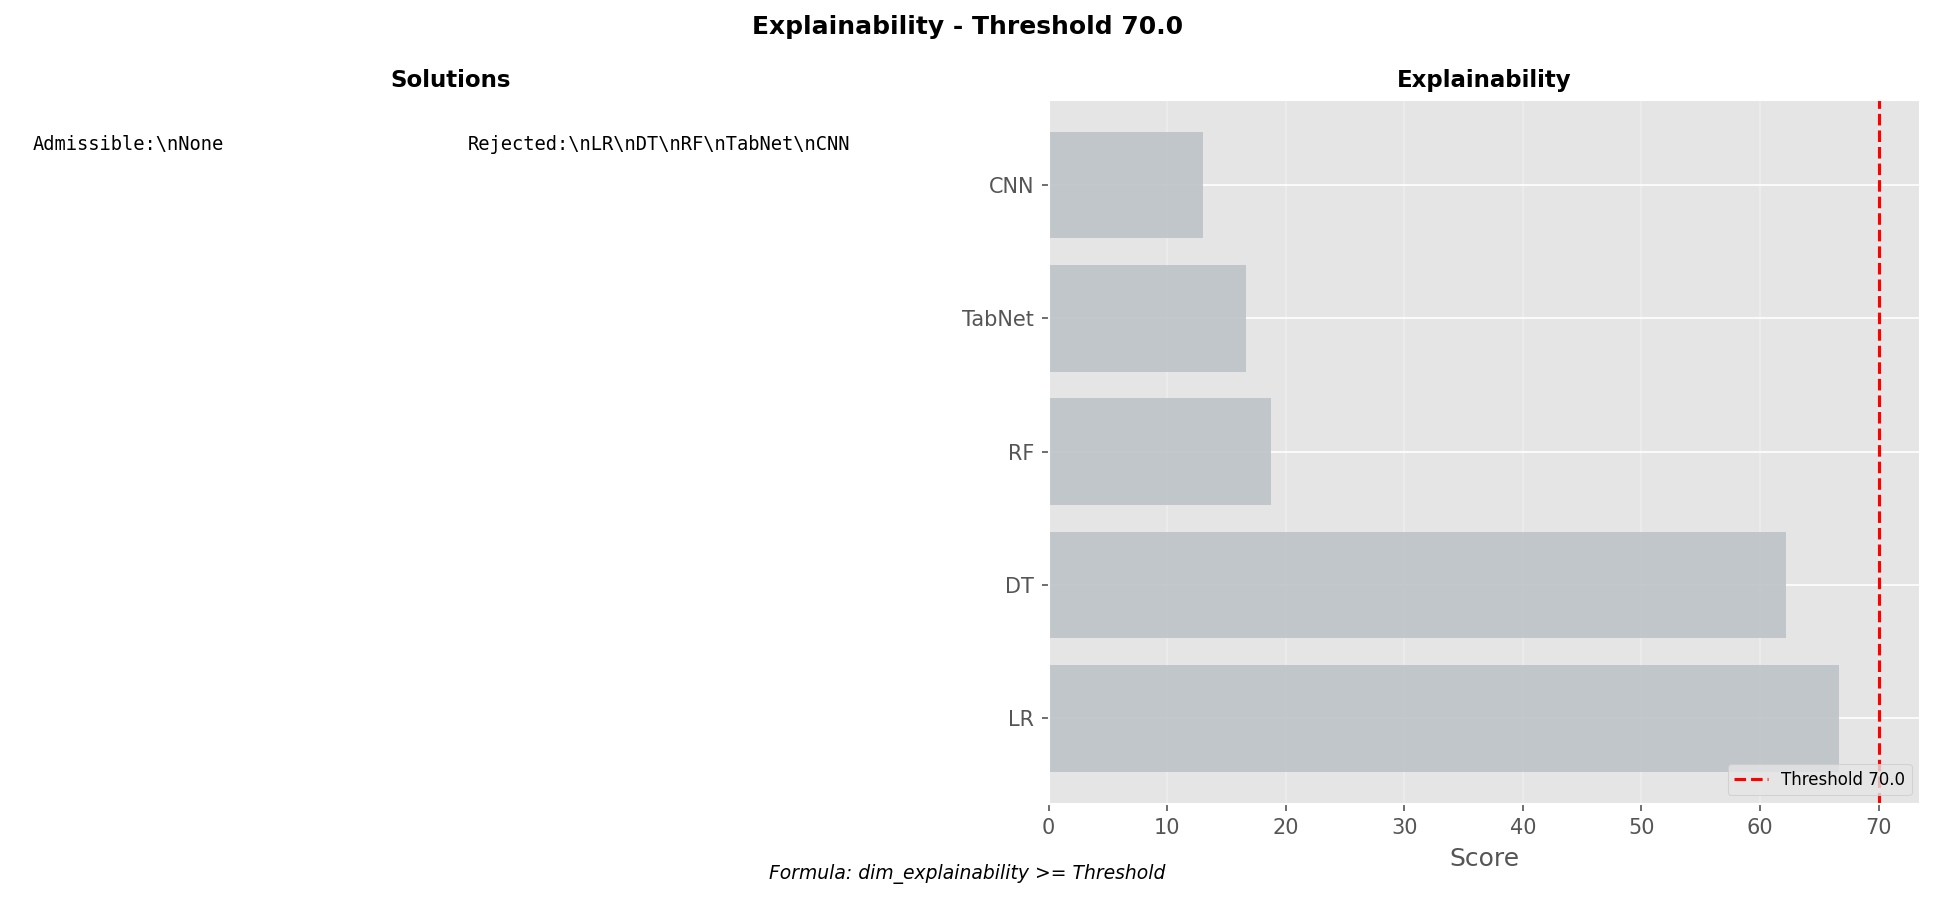 Explainability - Threshold 70.0
Solutions
Admissible:\nNone
Rejected:\nLR\nDT\nRF\nTabNet\nCNN
Explainability
CNN
TabNet
RF
DT
LR
Threshold 70.0
0 10 20 30 40 50 60 70
Score
Formula: dim_explainability >= Threshold